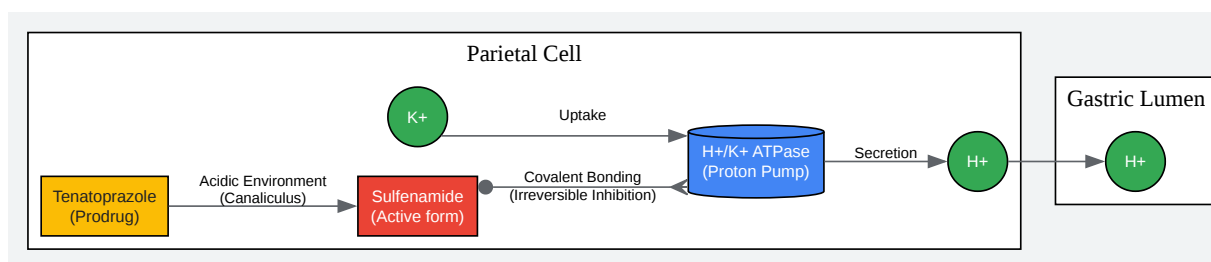 Parietal Cell
Gastric Lumen
K+
Uptake
H+/K+ ATPase
(Proton Pump)
Secretion
H+
H+
Tenatoprazole
(Prodrug)
Acidic Environment
(Canaliculus)
Sulfenamide
(Active form)
Covalent Bonding
(Irreversible Inhibition)